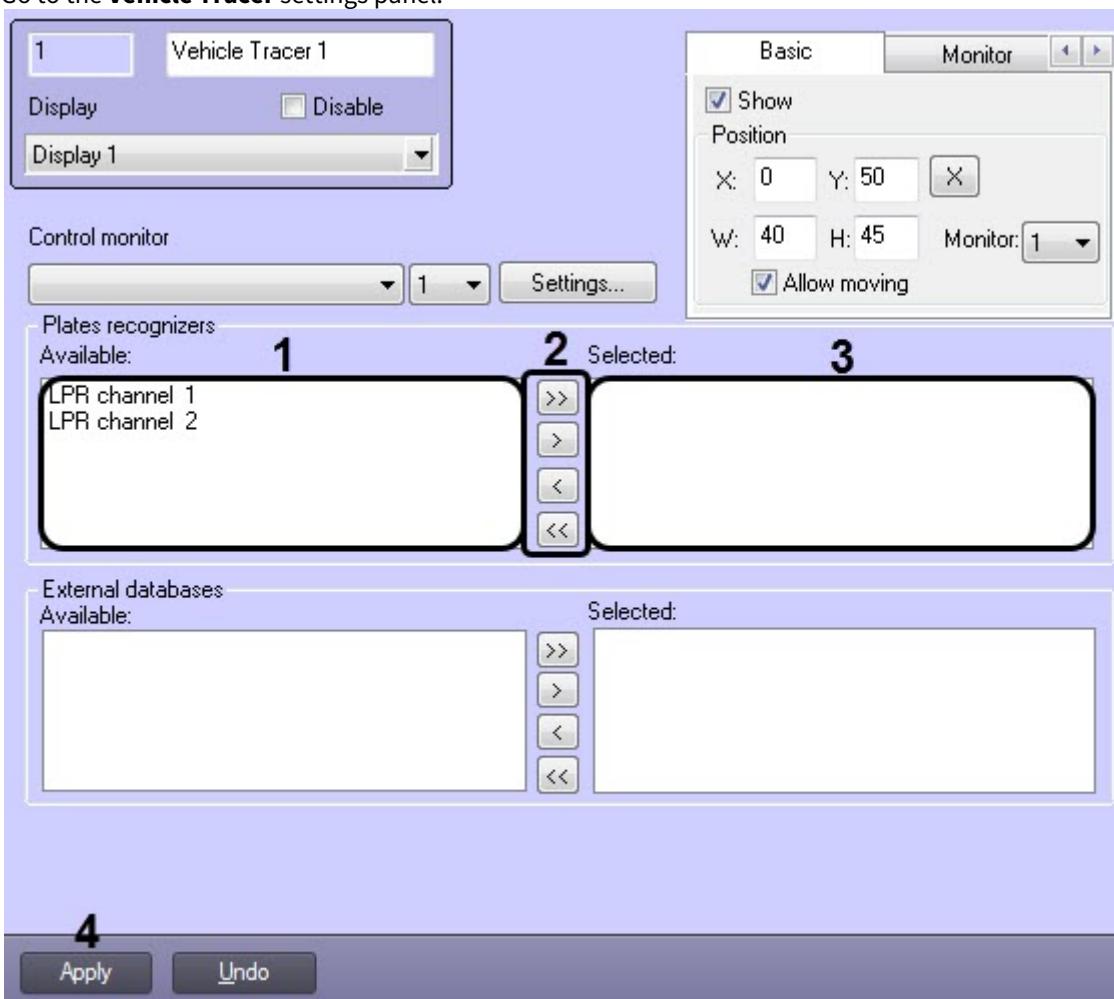 Go to the Vehicle Tracer settings panel.
1
Vehicle Tracer 1
Display
Disable
Display 1
Basic
Monitor
Show
Position
X: 0 Y: 50 X
W: 40 H: 45 Monitor: 1
Allow moving
Control monitor
1
Settings...
Plates recognizers
Available:
1
2
Selected:
3
LPR channel 1
LPR channel 2
>>
>
<
<<
External databases
Available:
Selected:
>>
>
<
<<
4
Apply
Undo